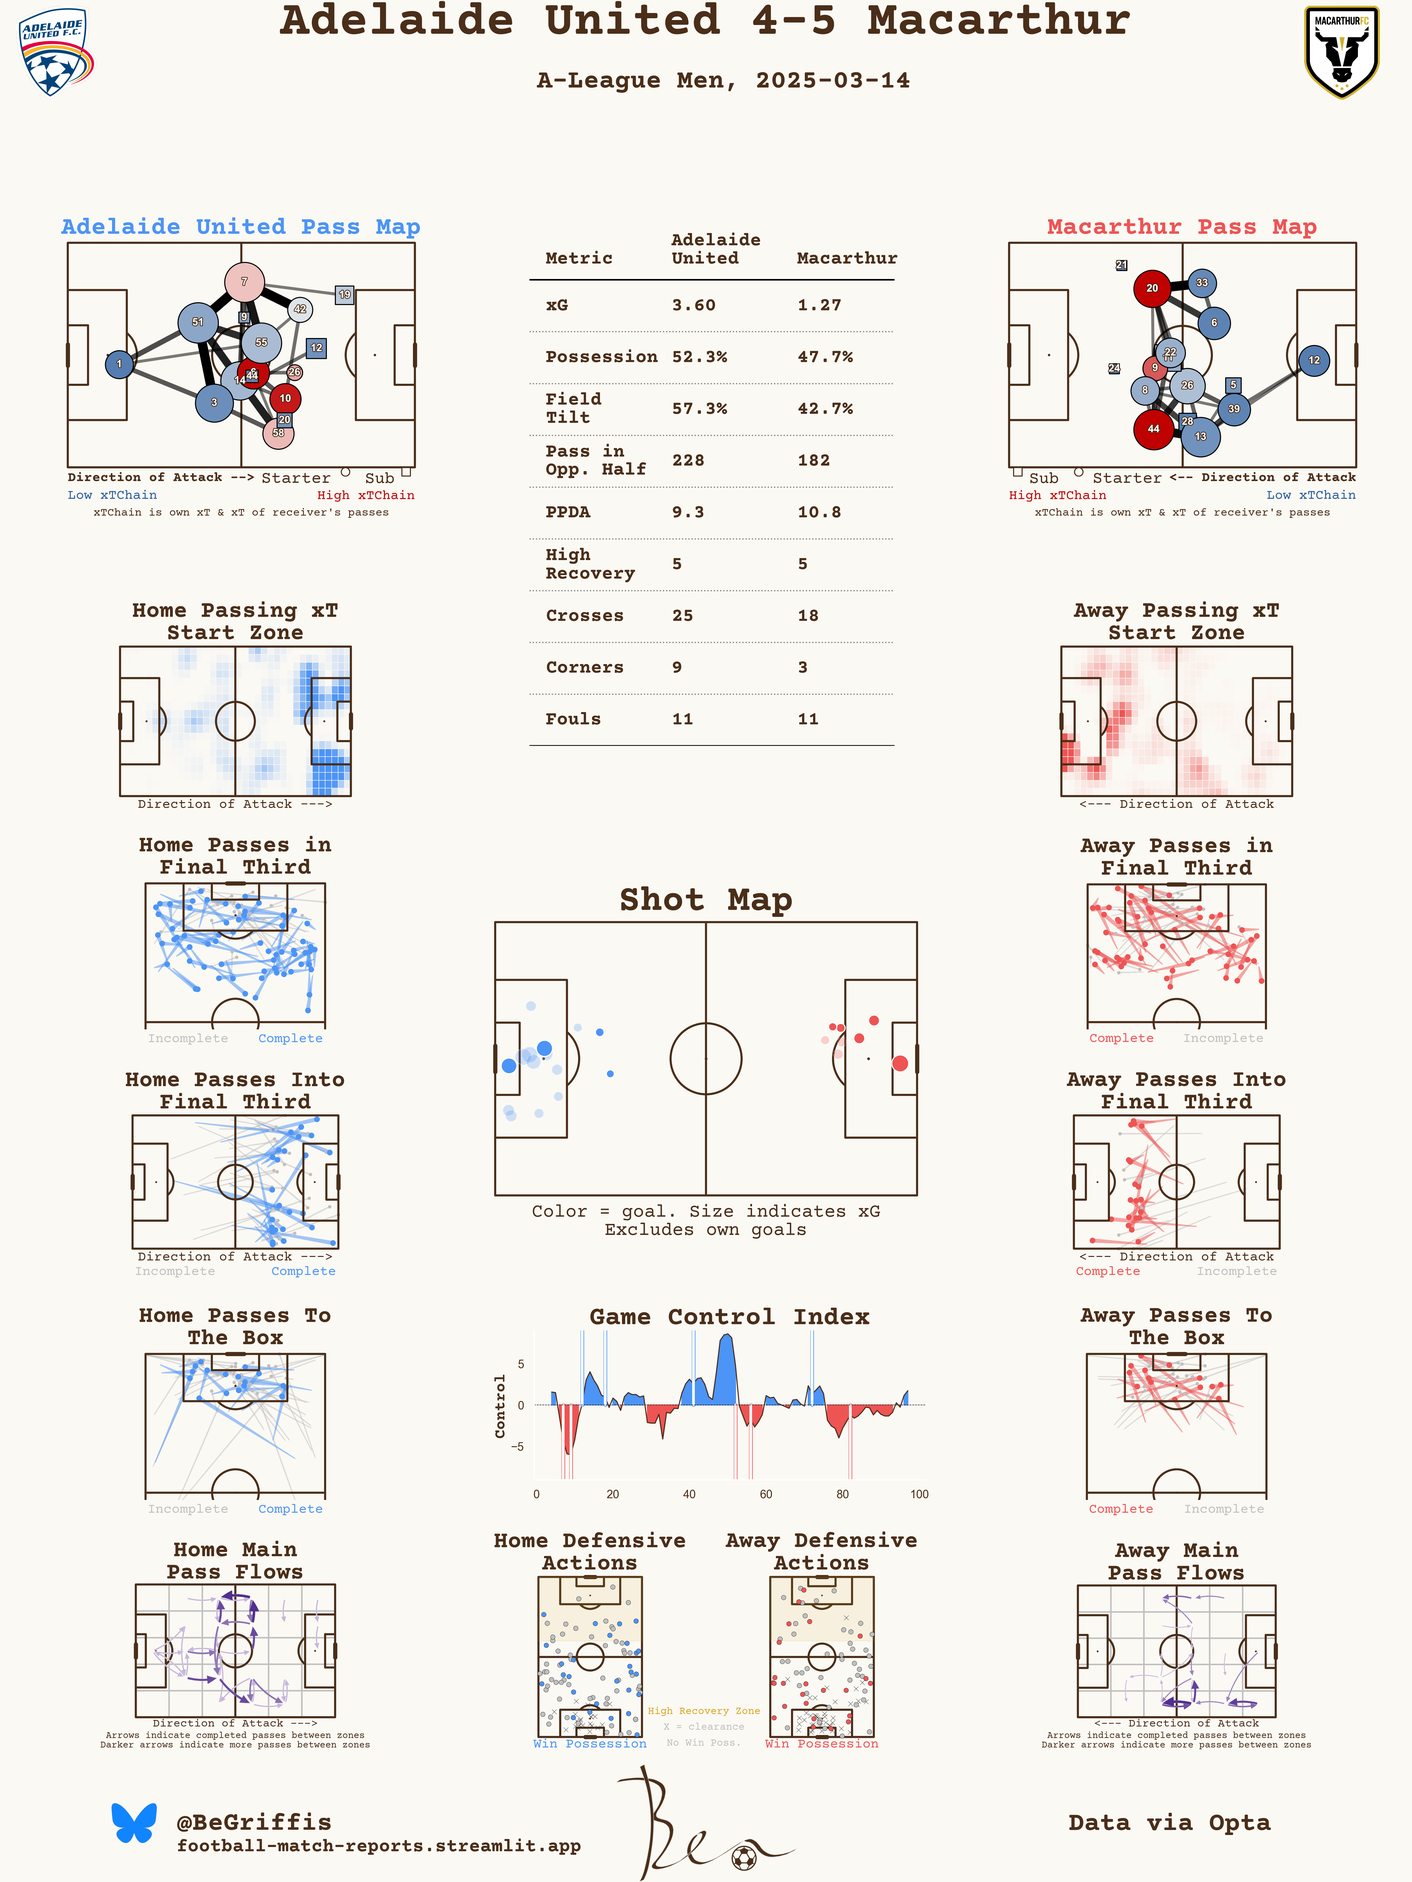 Adelaide United 4-5 Macarthur
A-League Men, 2025-03-14
ADELAIDE
UNITED F.C.
MACARTHURFC
Adelaide United Pass Map
7
19
42
9
51
55
12
1
26
14
44
10
3
20
58
Direction of Attack --> Starter Sub
Low xTChain High xTChain
xTChain is own xT & xT of receiver's passes
Metric Adelaide United Macarthur
xG 3.60 1.27
Possession 52.3% 47.7%
Field Tilt 57.3% 42.7%
Pass in Opp. Half 228 182
PPDA 9.3 10.8
High Recovery 5 5
Crosses 25 18
Corners 9 3
Fouls 11 11
Macarthur Pass Map
21
20
33
6
22
11
12
24
9
26
5
8
39
28
44
13
Sub Starter <-- Direction of Attack
High xTChain Low xTChain
xTChain is own xT & xT of receiver's passes
Home Passing xT
Start Zone
Direction of Attack --->
Away Passing xT
Start Zone
<--- Direction of Attack
Home Passes in
Final Third
Incomplete Complete
Away Passes in
Final Third
Complete Incomplete
Shot Map
Color = goal. Size indicates xG
Excludes own goals
Home Passes Into
Final Third
Direction of Attack --->
Incomplete Complete
Away Passes Into
Final Third
<--- Direction of Attack
Complete Incomplete
Home Passes To
The Box
Incomplete Complete
Game Control Index
Control
5
0
-5
0 20 40 60 80 100
Away Passes To
The Box
Complete Incomplete
Home Main
Pass Flows
Direction of Attack --->
Arrows indicate completed passes between zones
Darker arrows indicate more passes between zones
Home Defensive
Actions
Win Possession
High Recovery Zone
X = clearance
No Win Poss.
Away Defensive
Actions
Win Possession
Away Main
Pass Flows
<--- Direction of Attack
Arrows indicate completed passes between zones
Darker arrows indicate more passes between zones
@BeGriffis
football-match-reports.streamlit.app
Ben
Data via Opta